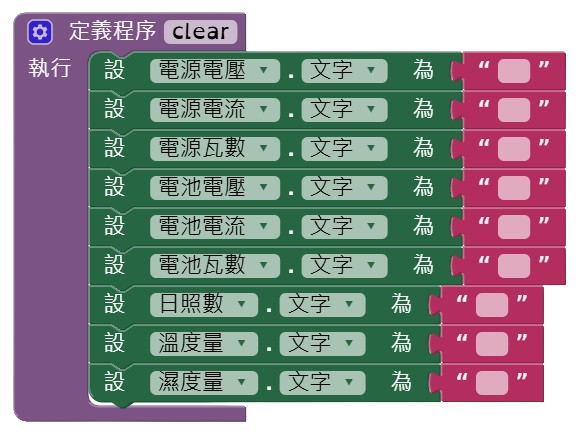 定義程序 clear
執行 設 電源電壓 . 文字 為 “ ”
設 電源電流 . 文字 為 “ ”
設 電源瓦數 . 文字 為 “ ”
設 電池電壓 . 文字 為 “ ”
設 電池電流 . 文字 為 “ ”
設 電池瓦數 . 文字 為 “ ”
設 日照數 . 文字 為 “ ”
設 溫度量 . 文字 為 “ ”
設 濕度量 . 文字 為 “ ”